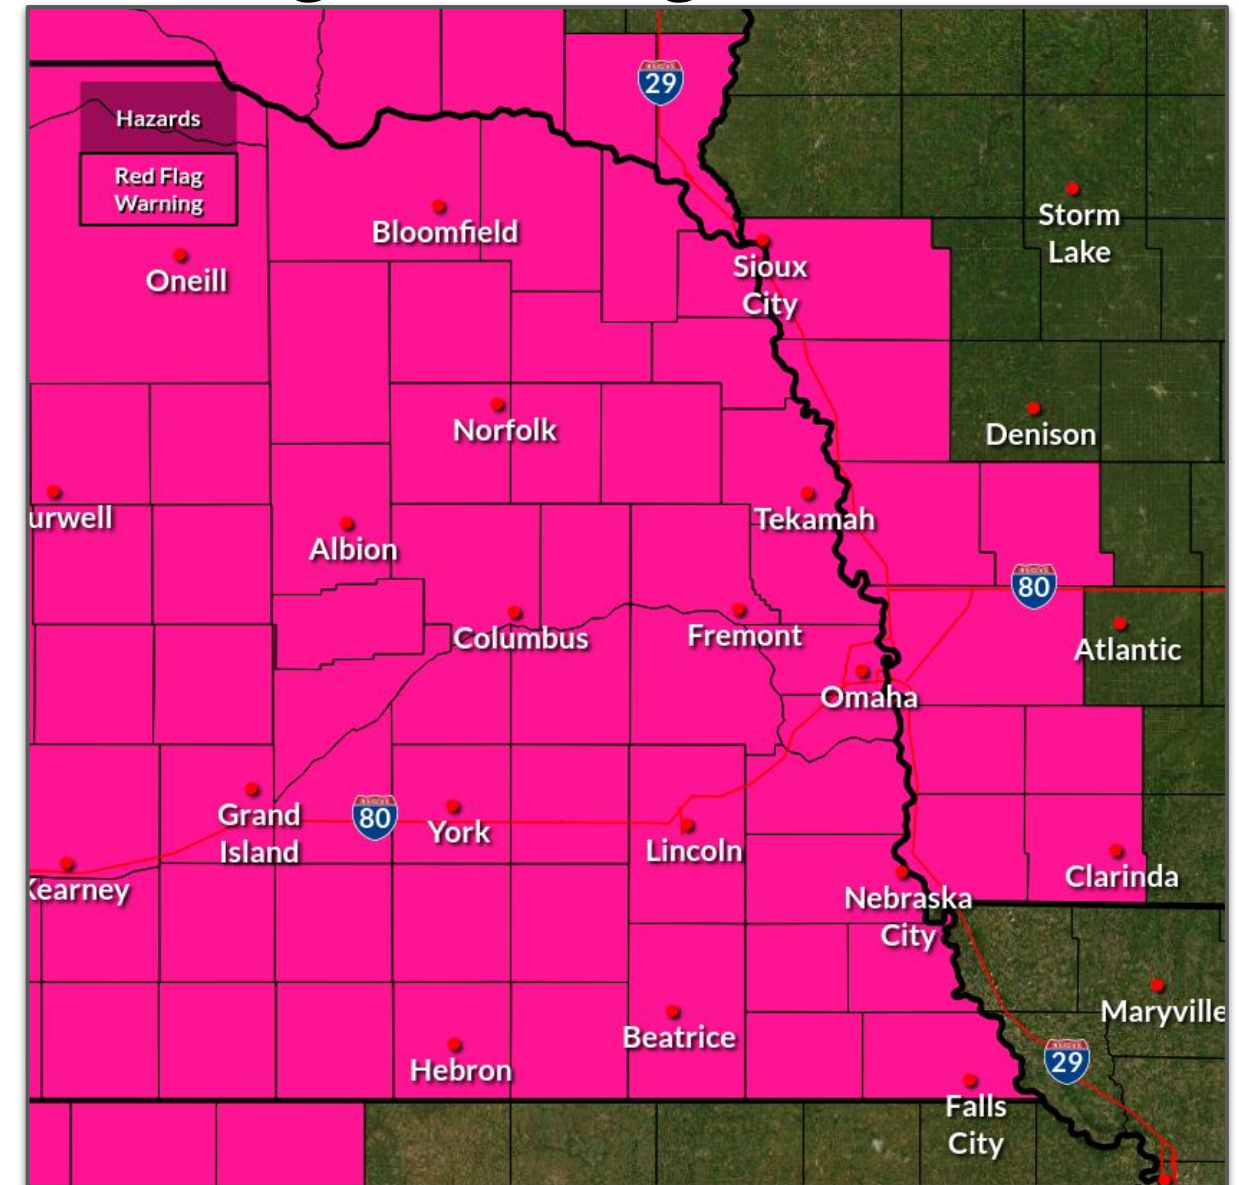 29
Hazards
Red Flag
Warning
Storm
Lake
Bloomfield
Oneill
Sioux
City
Norfolk
Denison
urwell
Tekamah
Albion
80
Columbus
Fremont
Atlantic
Omaha
Grand
Island
80
York
Lincoln
Kearney
Clarinda
Nebraska
City
Maryville
Beatrice
Hebron
29
Falls
City